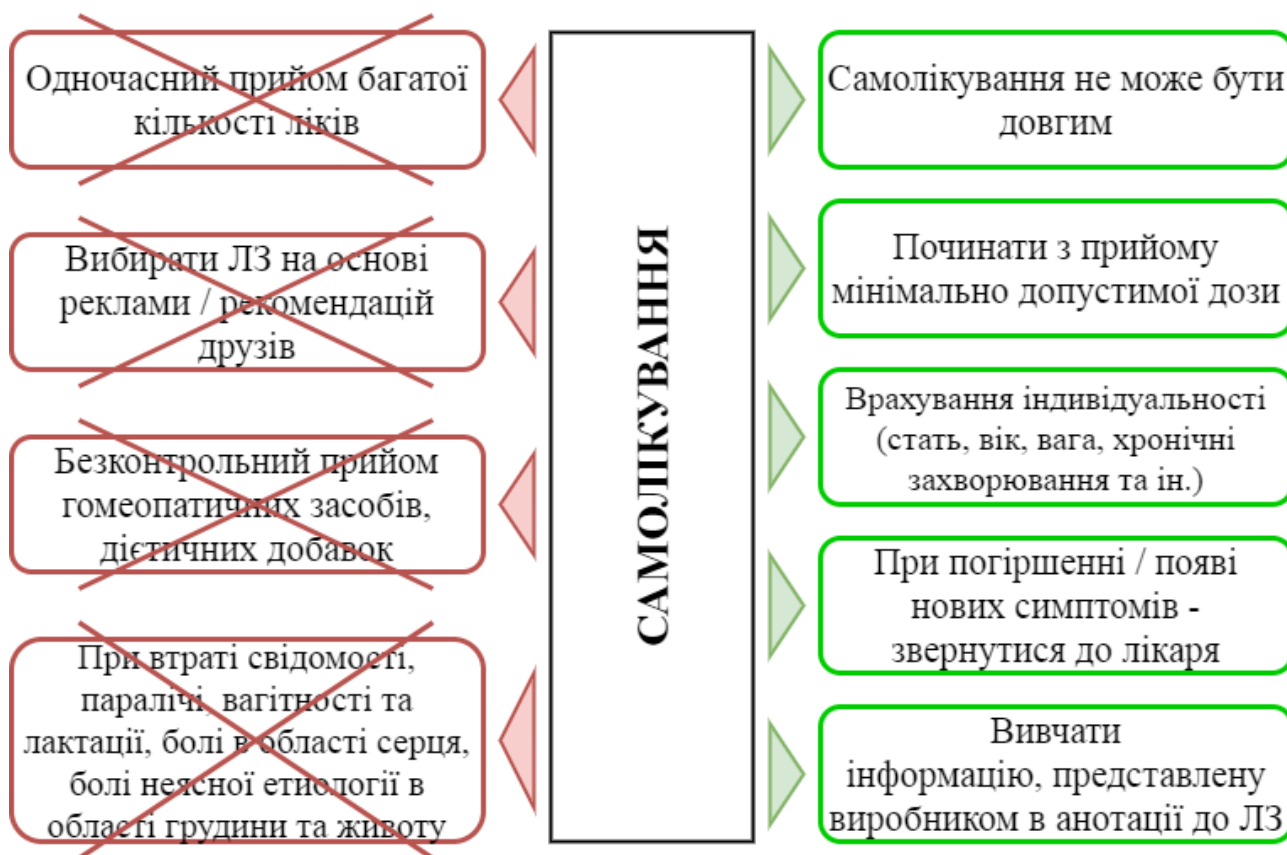 Одночасний прийом багатої
кількості ліків
Вибирати ЛЗ на основі
реклами / рекомендацій
друзів
Безконтрольний прийом
гомеопатичних засобів,
дієтичних добавок
При втраті свідомості,
паралічі, вагітності та
лактації, болі в області серця,
болі неясної етиології в
області грудини та животу
САМОЛІКУВАННЯ
Самолікування не може бути
довгим
Починати з прийому
мінімально допустимої дози
Врахування індивідуальності
(стать, вік, вага, хронічні
захворювання та ін.)
При погіршенні / появі
нових симптомів -
звернутися до лікаря
Вивчати
інформацію, представлену
виробником в анотації до ЛЗ